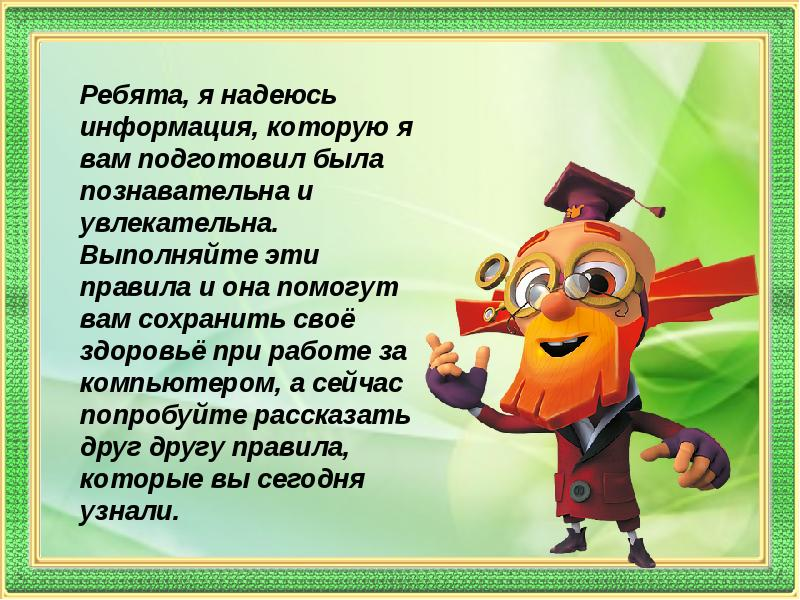 Ребята, я надеюсь
информация, которую я
вам подготовил была
познавательна и
увлекательна.
Выполняйте эти
правила и она помогут
вам сохранить своё
здоровьё при работе за
компьютером, а сейчас
попробуйте рассказать
друг другу правила,
которые вы сегодня
узнали.